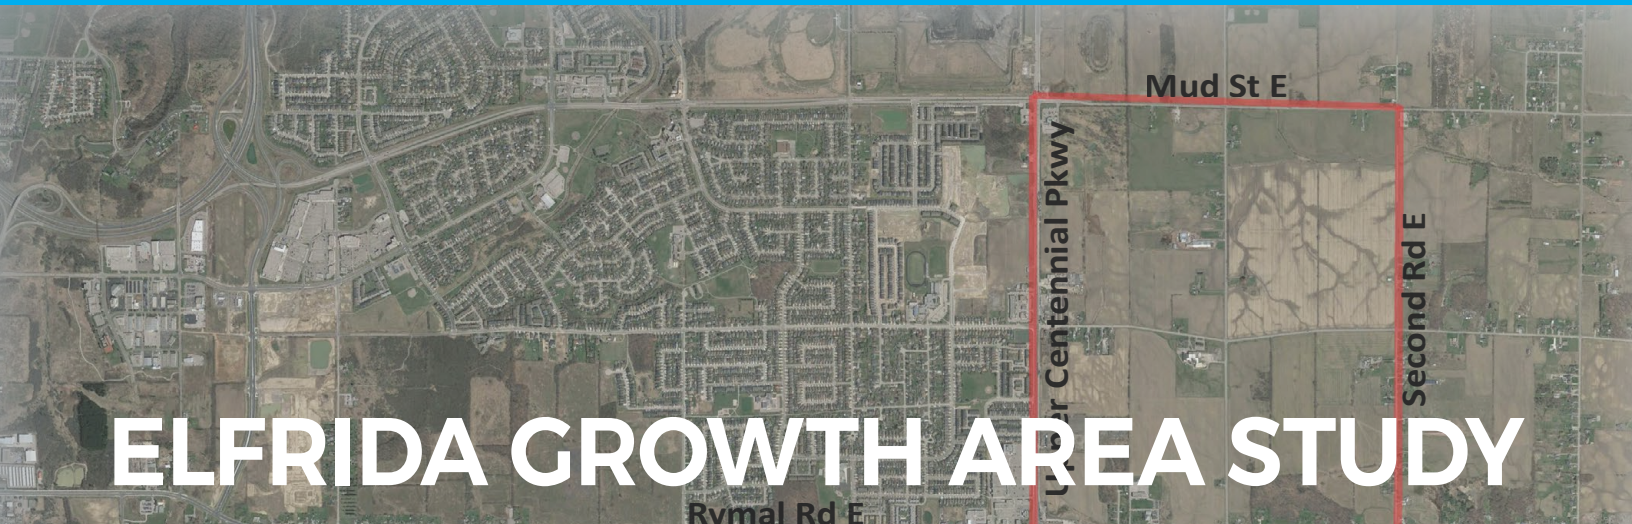 Mud St E
Upper Centennial Pkwy
Second Rd E
ELFRIDA GROWTH AREA STUDY
Rymal Rd E